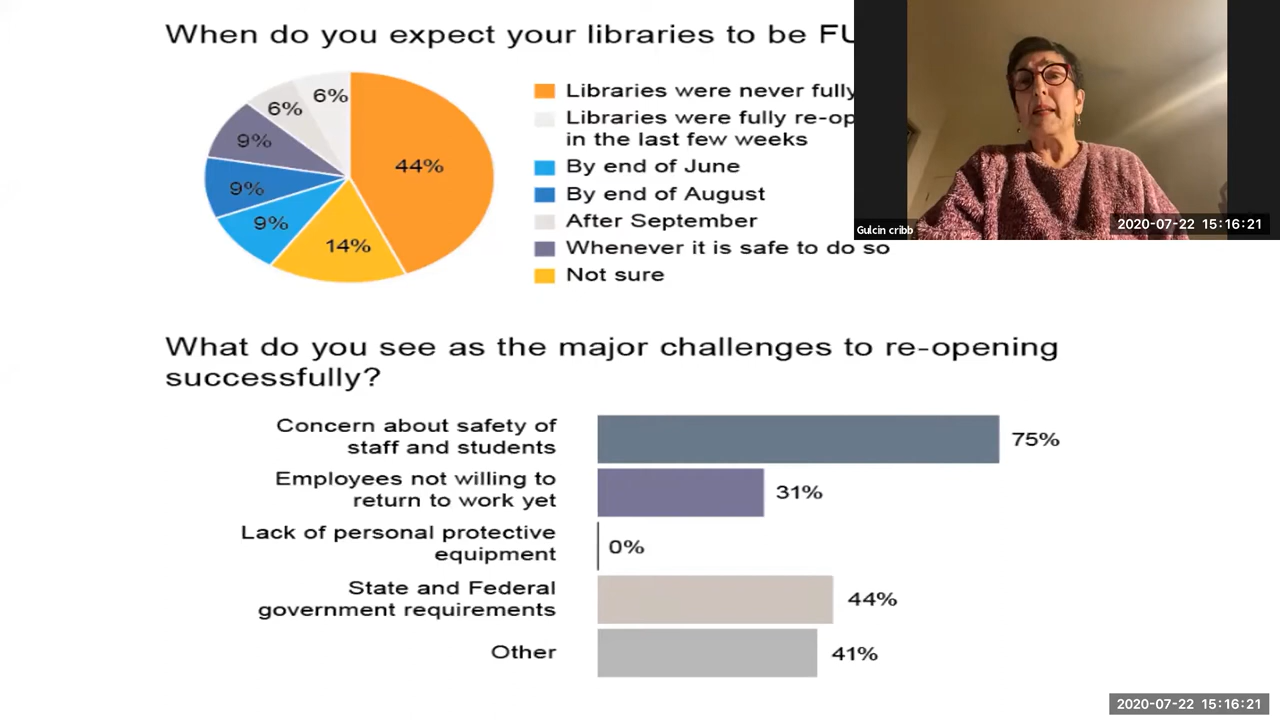 When do you expect your libraries to be FU
6%
6%
9%
44%
9%
9%
14%
Libraries were never fully
Libraries were fully re-op
in the last few weeks
By end of June
By end of August
After September
Whenever it is safe to do so
Not sure
Gulcin cribb
2020-07-22 15:16:21
What do you see as the major challenges to re-opening
successfully?
Concern about safety of
staff and students
75%
Employees not willing to
return to work yet
31%
Lack of personal protective
equipment
0%
State and Federal
government requirements
44%
Other
41%
2020-07-22 15:16:21